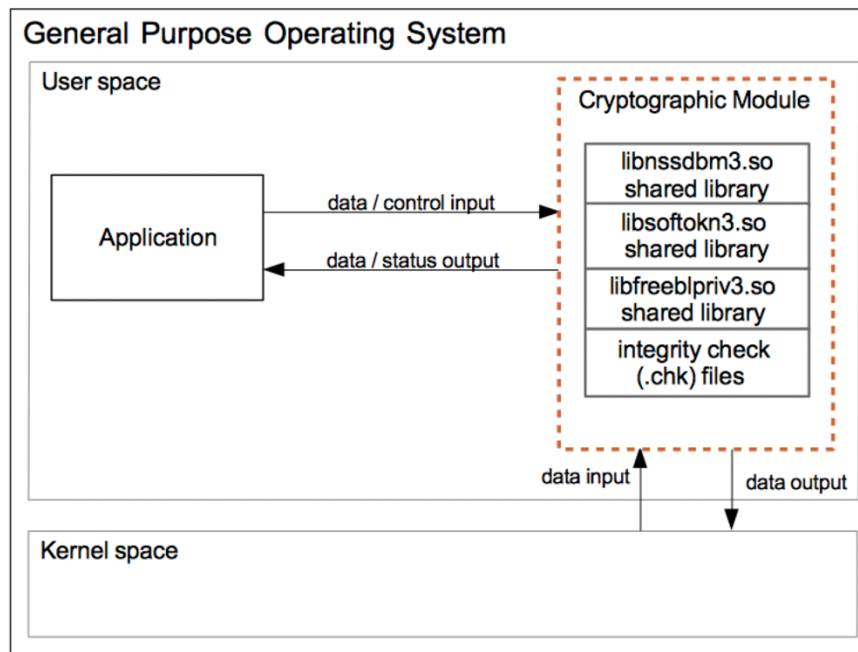 General Purpose Operating System
User space
Cryptographic Module
libnssdbm3.so
shared library
libsoftokn3.so
shared library
libfreeblpriv3.so
shared library
integrity check
(.chk) files
Application
data / control input
data / status output
data input
data output
Kernel space